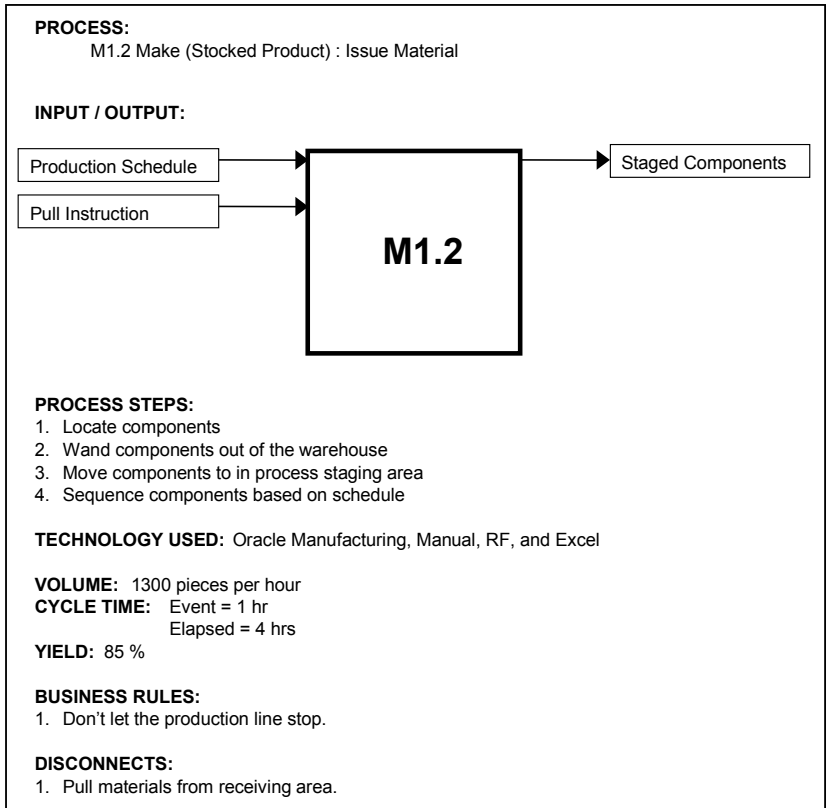 PROCESS:
M1.2 Make (Stocked Product) : Issue Material
INPUT / OUTPUT:
Production Schedule
Pull Instruction
M1.2
Staged Components
PROCESS STEPS:
1. Locate components
2. Wand components out of the warehouse
3. Move components to in process staging area
4. Sequence components based on schedule
TECHNOLOGY USED: Oracle Manufacturing, Manual, RF, and Excel
VOLUME: 1300 pieces per hour
CYCLE TIME: Event = 1 hr
Elapsed = 4 hrs
YIELD: 85 %
BUSINESS RULES:
1. Don’t let the production line stop.
DISCONNECTS:
1. Pull materials from receiving area.